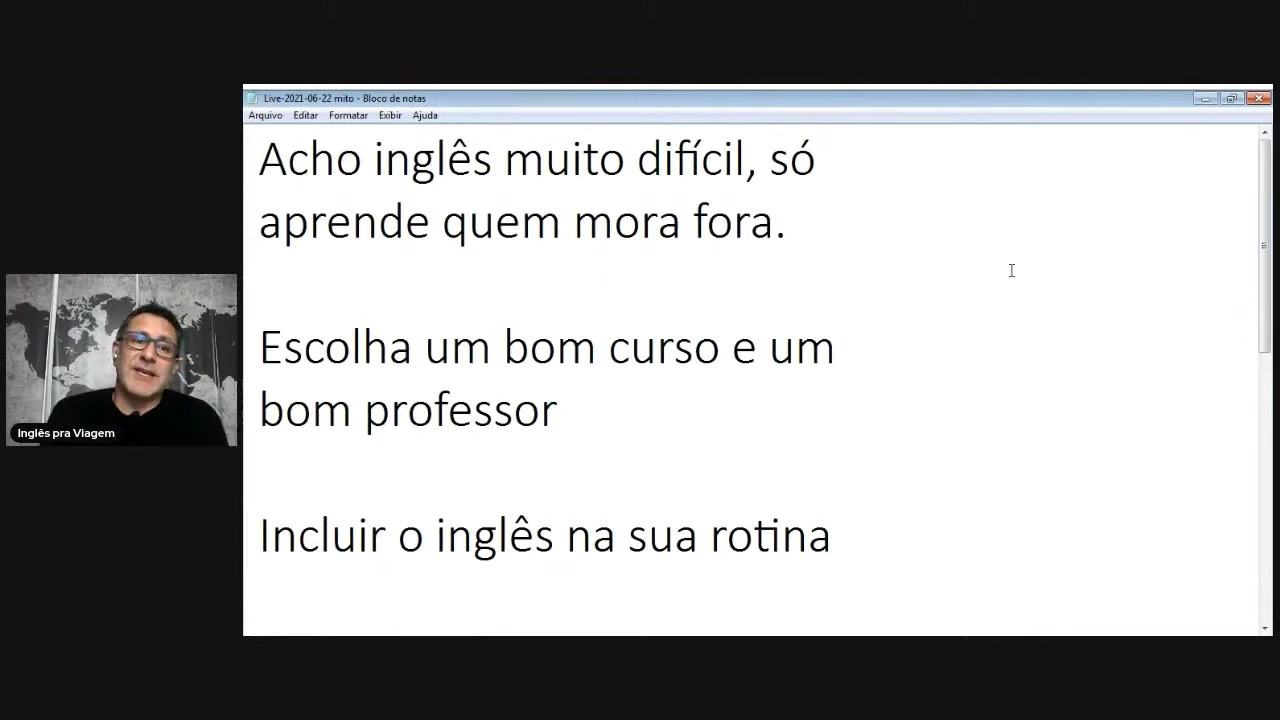 Live-2021-06-22 mito - Bloco de notas
Arquivo Editar Formatar Exibir Ajuda
Acho inglês muito difícil, só
aprende quem mora fora.
Escolha um bom curso e um
bom professor
Incluir o inglês na sua rotina
Inglês pra Viagem